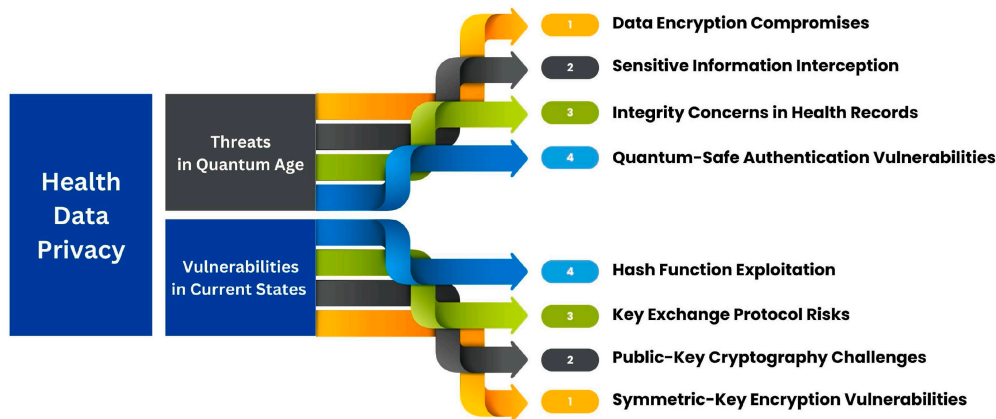 Health
Data
Privacy
Threats
in Quantum Age
1 Data Encryption Compromises
2 Sensitive Information Interception
3 Integrity Concerns in Health Records
4 Quantum-Safe Authentication Vulnerabilities
Vulnerabilities
in Current States
4 Hash Function Exploitation
3 Key Exchange Protocol Risks
2 Public-Key Cryptography Challenges
1 Symmetric-Key Encryption Vulnerabilities